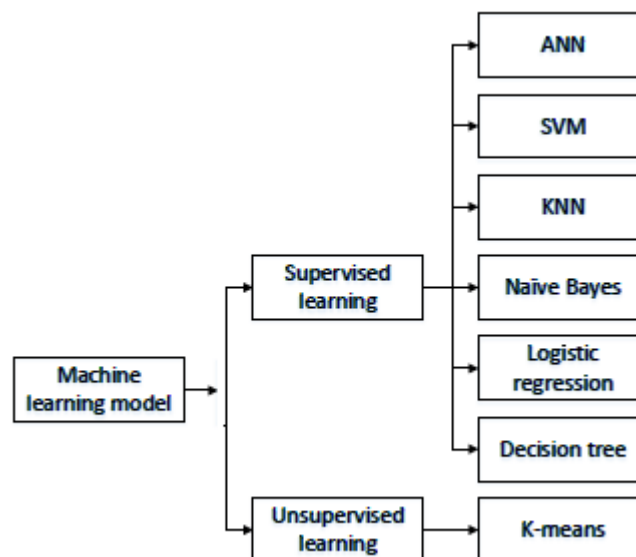 ANN
SVM
KNN
Supervised
learning
Naïve Bayes
Logistic
regression
Machine
learning model
Decision tree
Unsupervised
learning
K-means